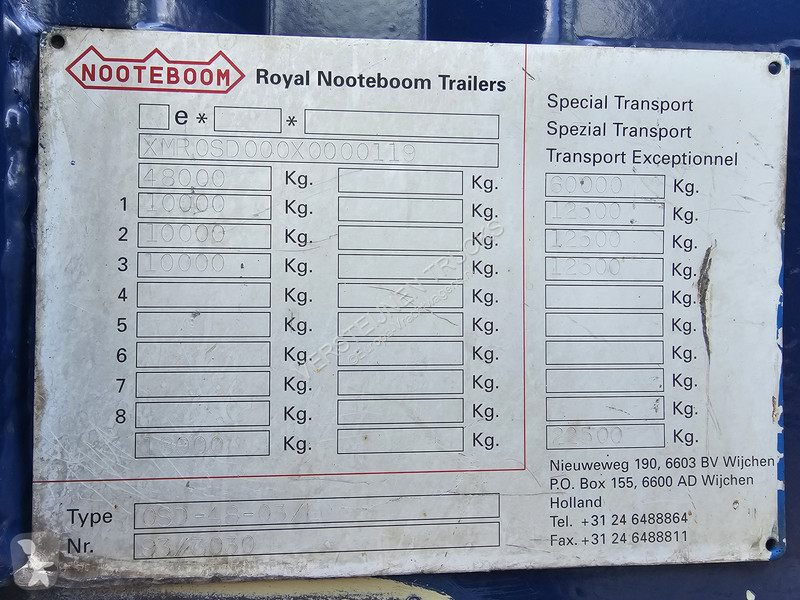 NOOTEBOOM Royal Nooteboom Trailers
e* *
XMR0SD000X0000119
Special Transport
Spezial Transport
Transport Exceptionnel
48000 Kg. Kg. 60000 Kg.
1 10000 Kg. Kg. 12500 Kg.
2 10000 Kg. Kg. 12500 Kg.
3 10000 Kg. Kg. 12500 Kg.
4 Kg. Kg. Kg.
5 Kg. Kg. Kg.
6 Kg. Kg. Kg.
7 Kg. Kg. Kg.
8 Kg. Kg. Kg.
Kg. Kg. 22500 Kg.
Nieuweweg 190, 6603 BV Wijchen
P.O. Box 155, 6600 AD Wijchen
Holland
Tel. +31 24 6488864
Fax. +31 24 6488811
Type
Nr.
VERSTEIJNEN TRUCKS